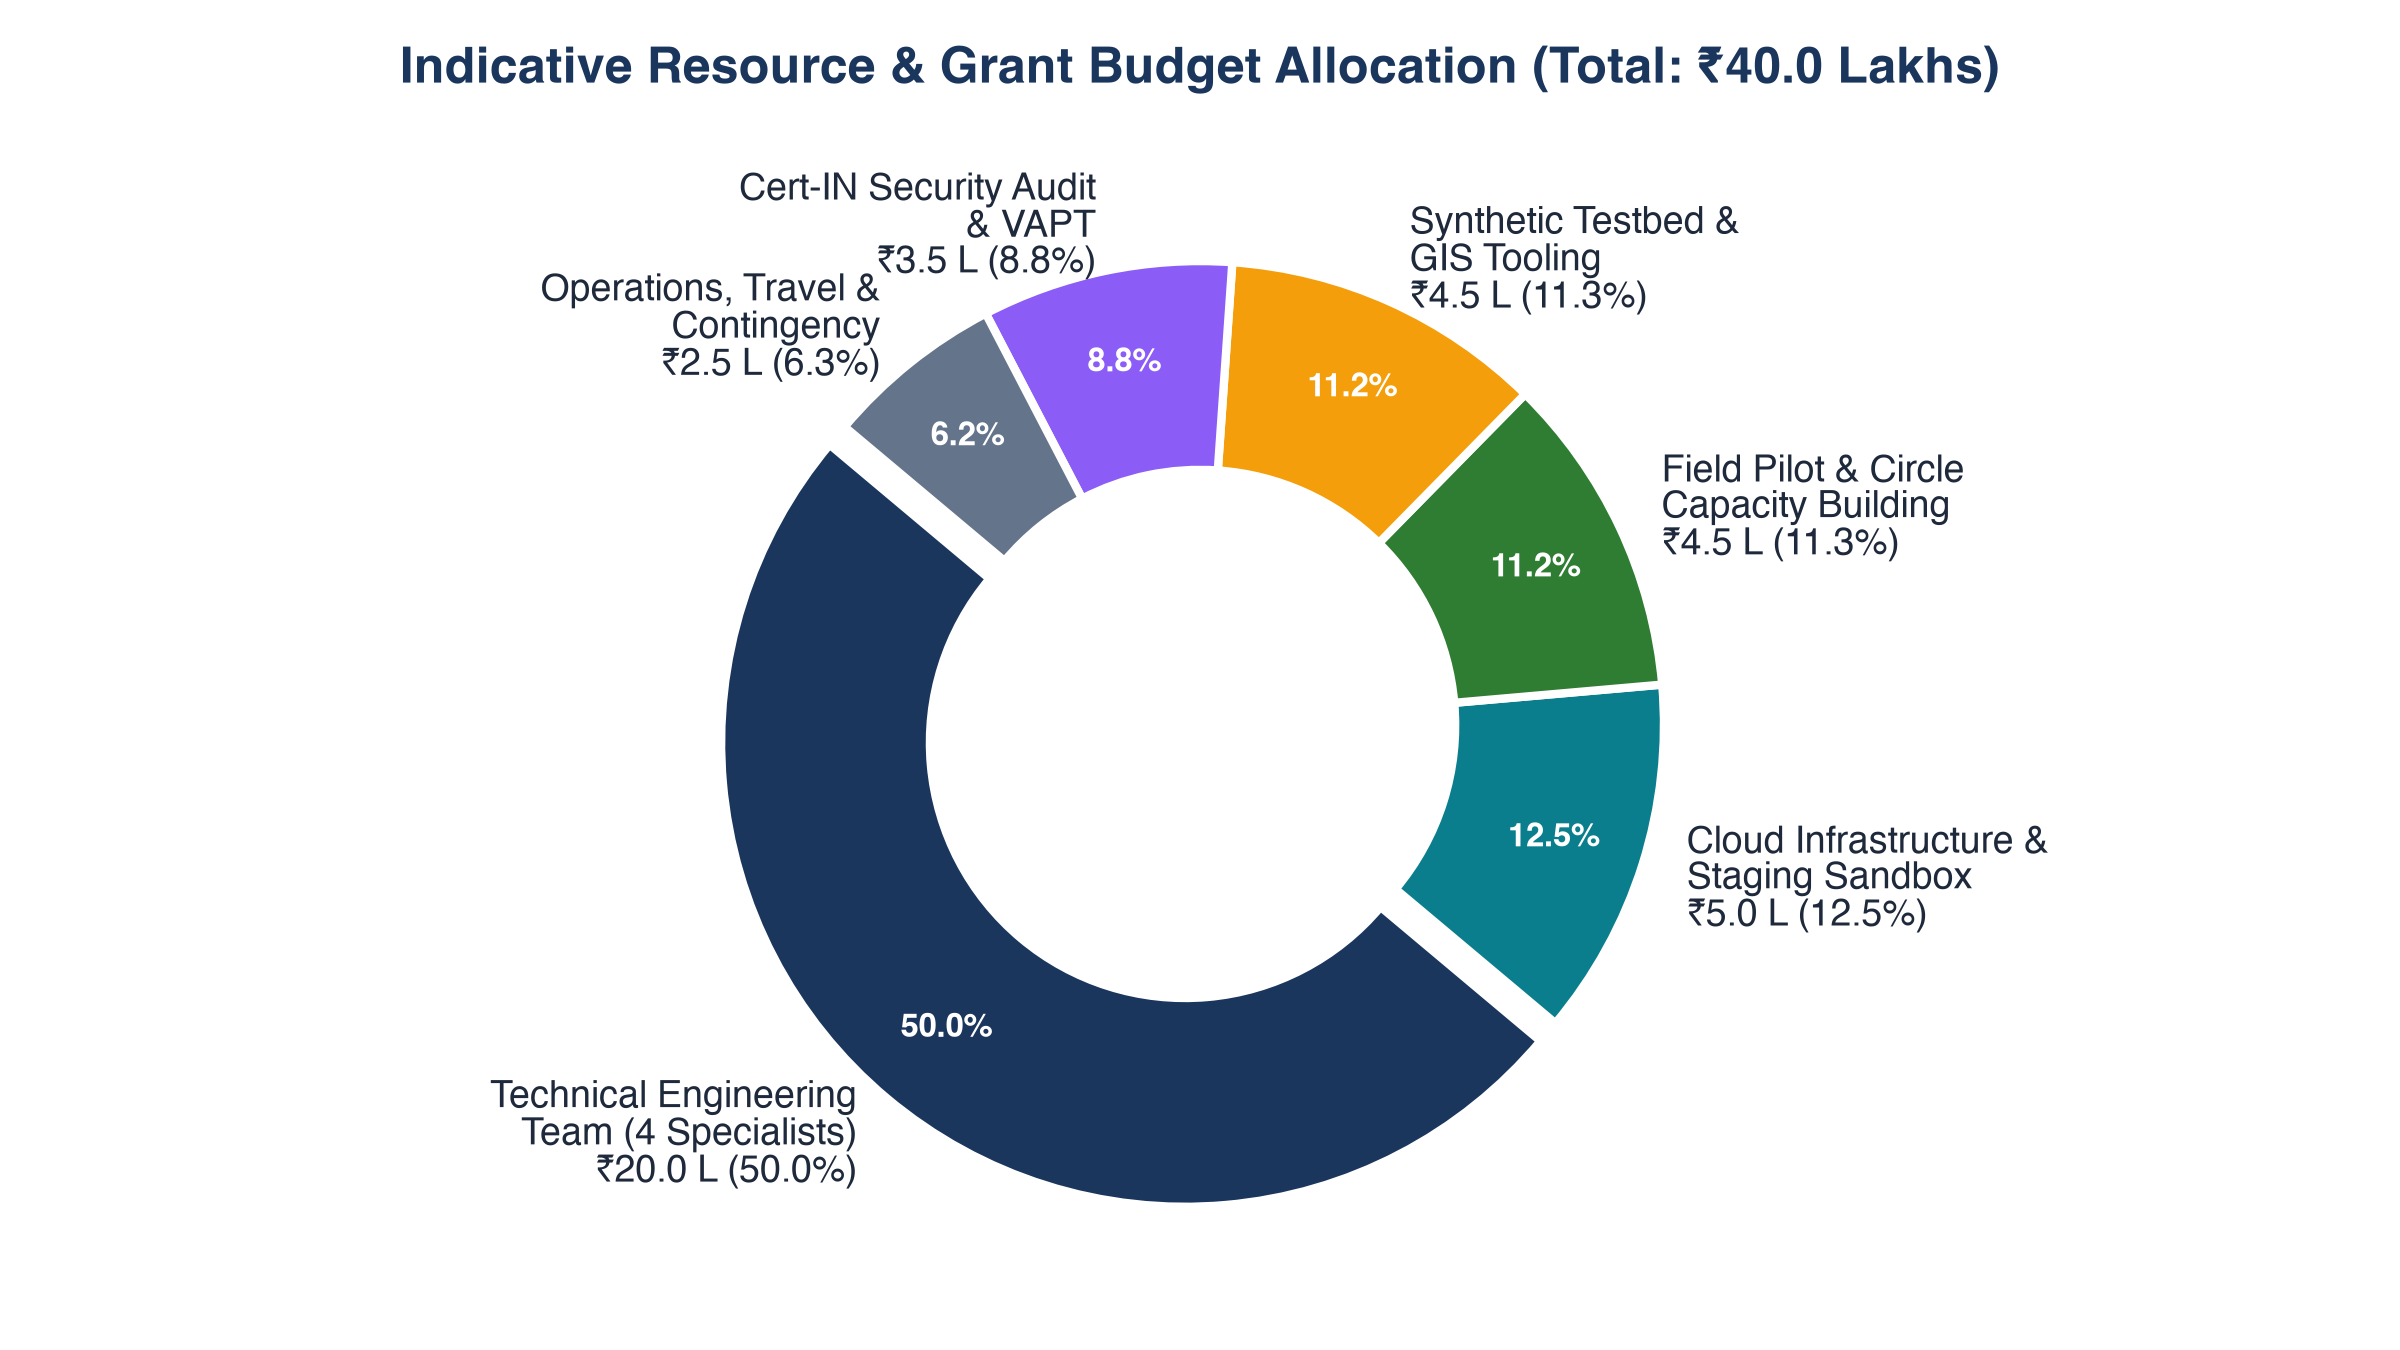 Indicative Resource & Grant Budget Allocation (Total: ₹40.0 Lakhs)
Cert-IN Security Audit
& VAPT
₹3.5 L (8.8%)
Operations, Travel &
Contingency
₹2.5 L (6.3%)
Synthetic Testbed &
GIS Tooling
₹4.5 L (11.3%)
8.8%
11.2%
6.2%
Field Pilot & Circle
Capacity Building
₹4.5 L (11.3%)
11.2%
12.5%
Cloud Infrastructure &
Staging Sandbox
₹5.0 L (12.5%)
50.0%
Technical Engineering
Team (4 Specialists)
₹20.0 L (50.0%)